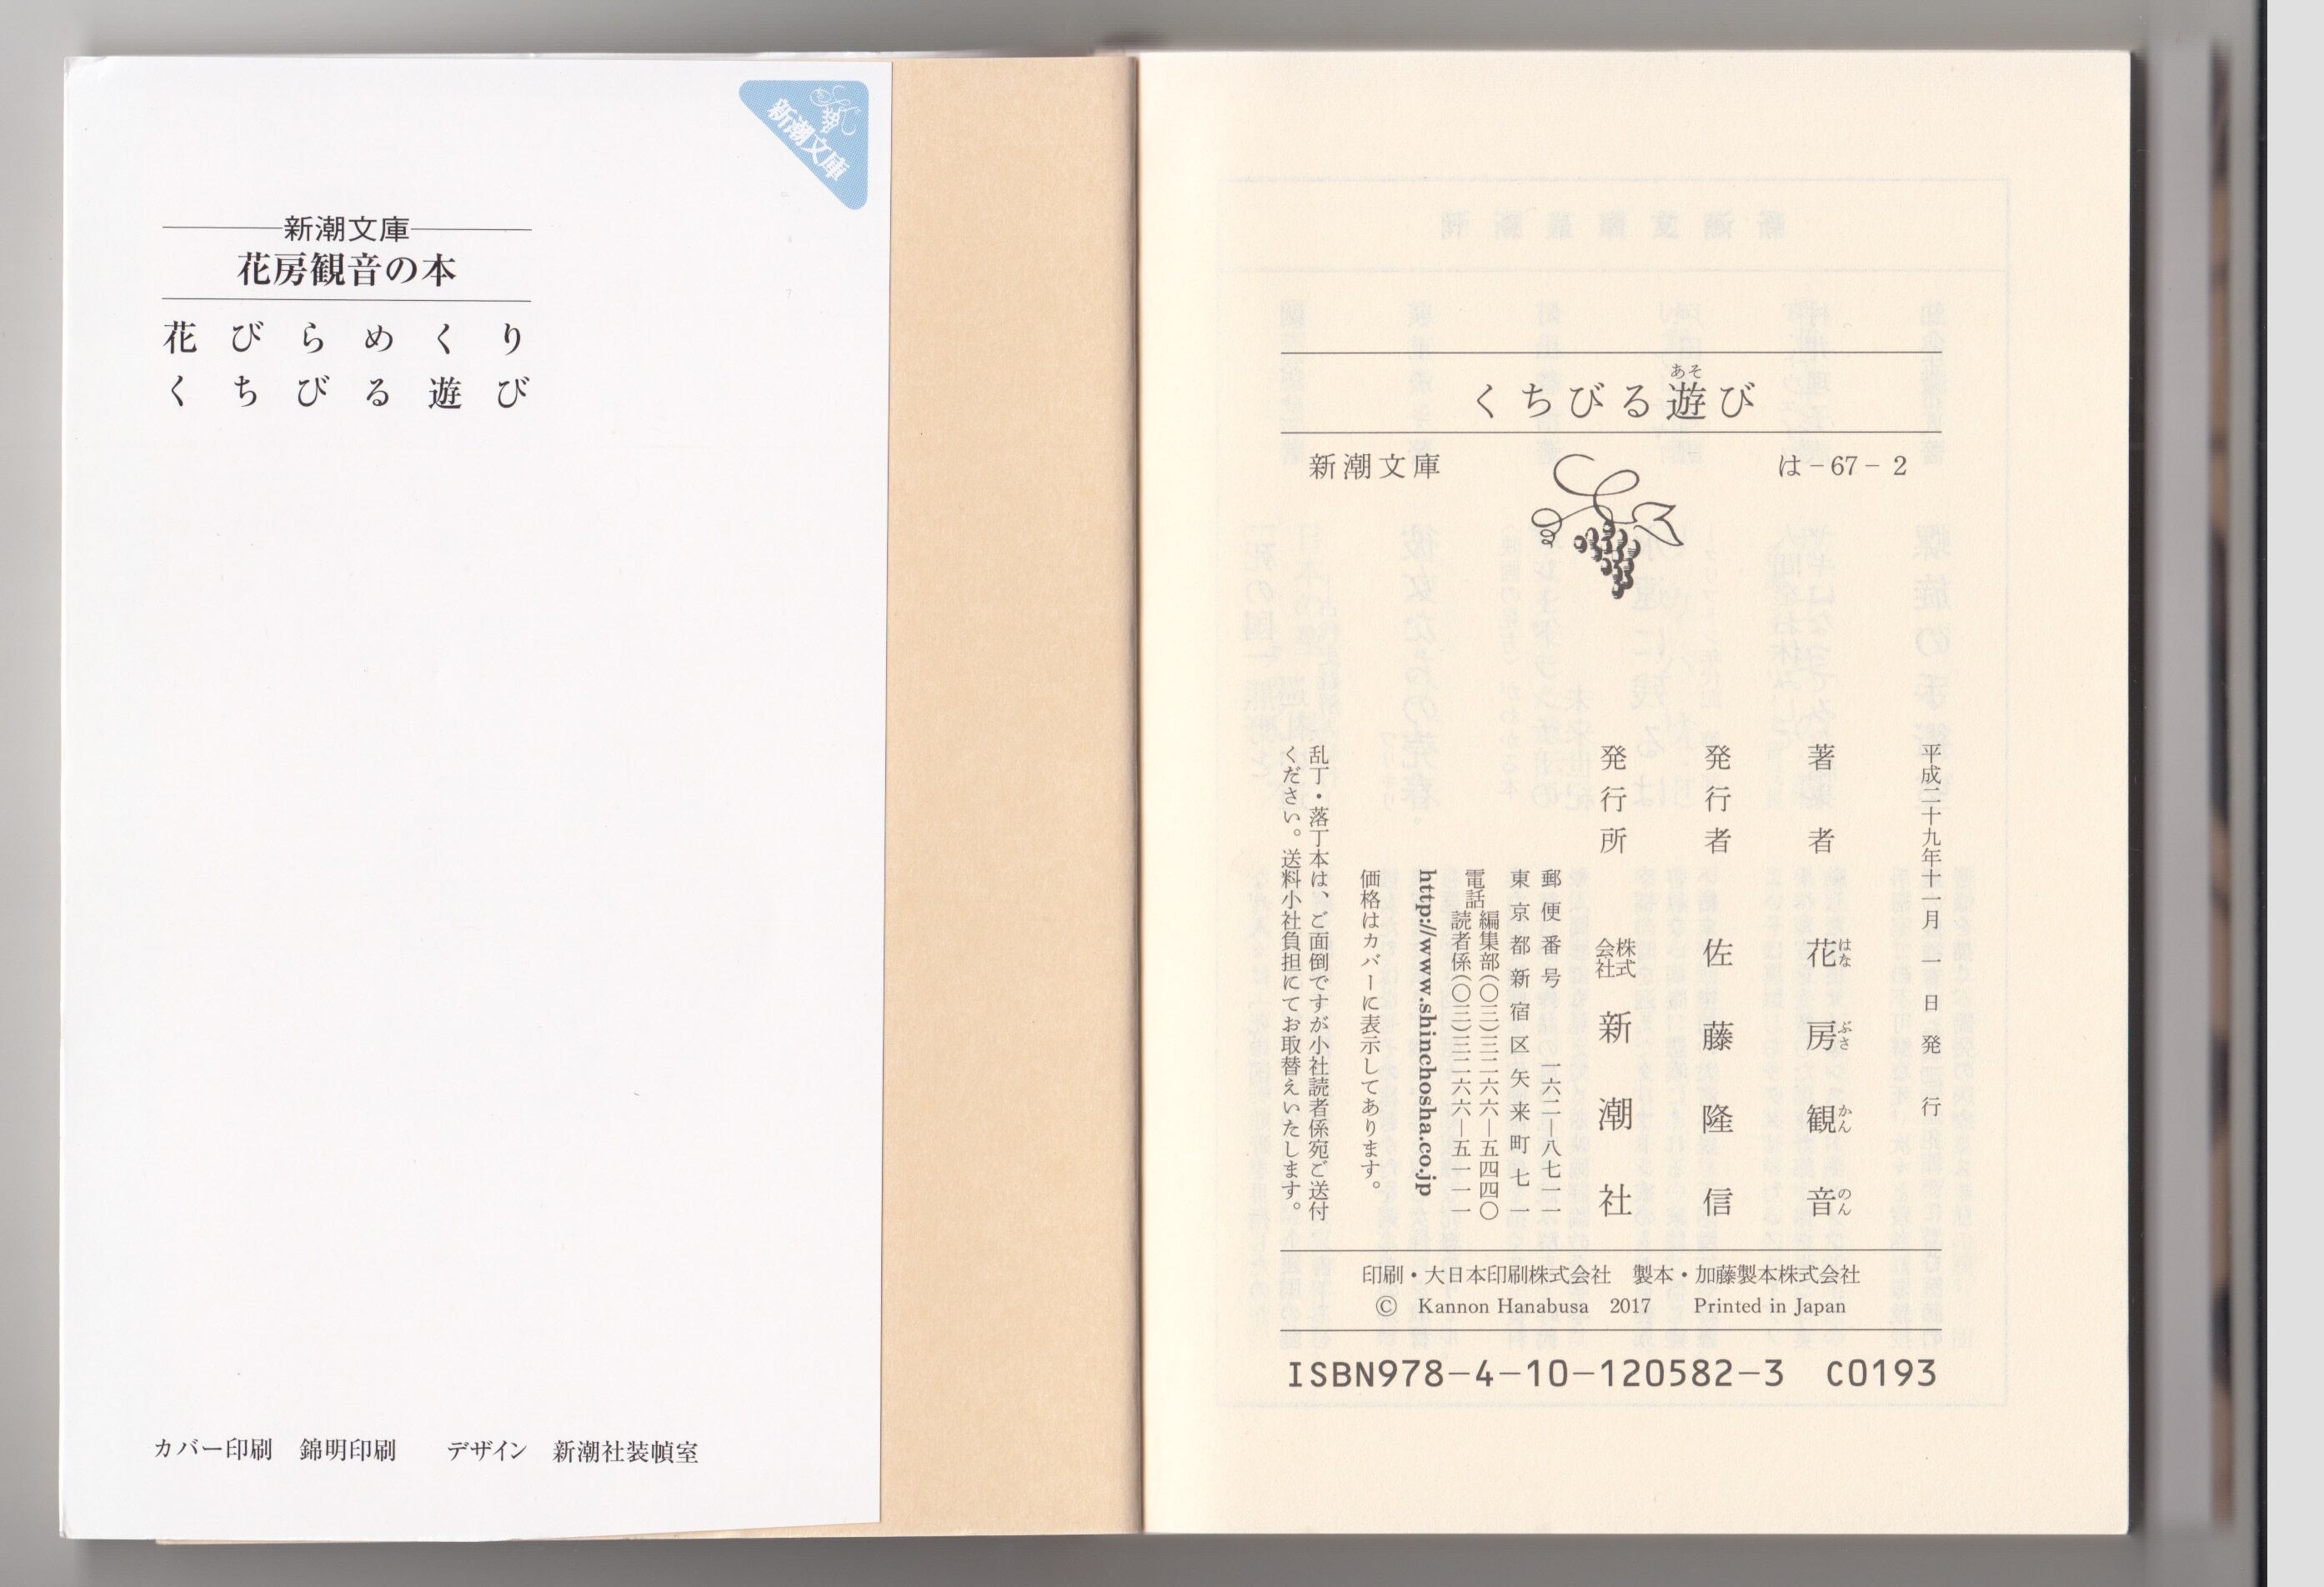 新潮文庫
新潮文庫
花房観音の本
花びらめくり
くちびる遊び
カバー印刷　錦明印刷　　デザイン　新潮社装幀室
あそ
くちびる遊び
新潮文庫
は-67-2
平成二十九年十一月一日発行
著者　花房観音
はな　ぶさ　かん　のん
発行者　佐藤隆信
発行所　株式会社　新潮社
郵便番号　一六二―八七一一
東京都新宿区矢来町七一
電話　編集部(〇三)三二六六―五四四〇
読者係(〇三)三二六六―五一一一
http://www.shinchosha.co.jp
価格はカバーに表示してあります。
乱丁・落丁本は、ご面倒ですが小社読者係宛ご送付
ください。送料小社負担にてお取替えいたします。
印刷・大日本印刷株式会社　製本・加藤製本株式会社
©　Kannon Hanabusa　2017　　Printed in Japan
ISBN978-4-10-120582-3　C0193